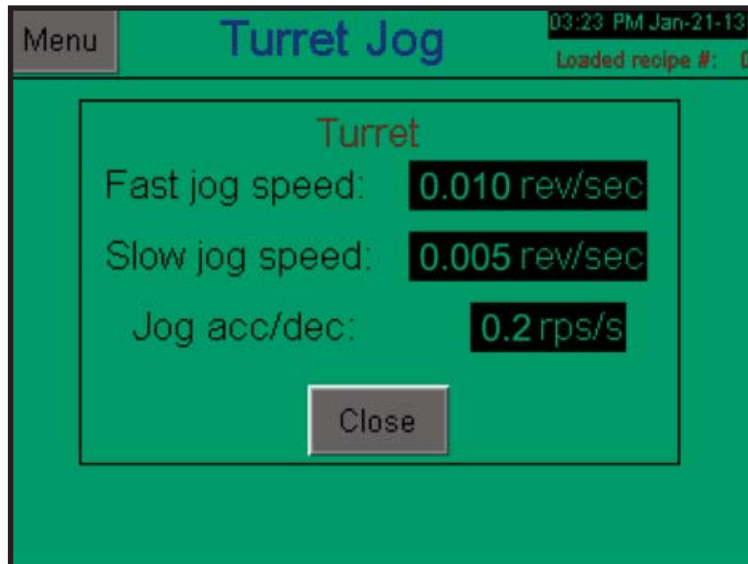 Menu
Turret Jog
03:23 PM Jan-21-13
Loaded recipe #:
Turret
Fast jog speed: 0.010 rev/sec
Slow jog speed: 0.005 rev/sec
Jog acc/dec: 0.2 rps/s
Close